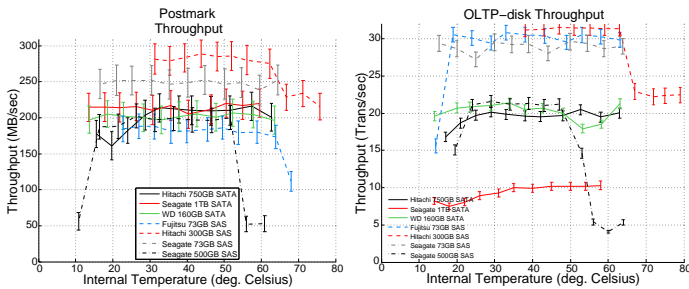 Postmark
Throughput
Throughput (MB/sec)
300
250
200
150
100
50
0
Hitachi 750GB SATA
Seagate 1TB SATA
WD 160GB SATA
Fujitsu 73GB SAS
Hitachi 300GB SAS
Seagate 73GB SAS
Seagate 500GB SAS
0 10 20 30 40 50 60 70 80
Internal Temperature (deg. Celsius)
OLTP-disk Throughput
Throughput (Trans/sec)
30
20
10
0
Hitachi 750GB SATA
Seagate 1TB SATA
WD 160GB SATA
Fujitsu 73GB SAS
Hitachi 300GB SAS
Seagate 73GB SAS
Seagate 500GB SAS
0 10 20 30 40 50 60 70 80
Internal Temperature (deg. Celsius)